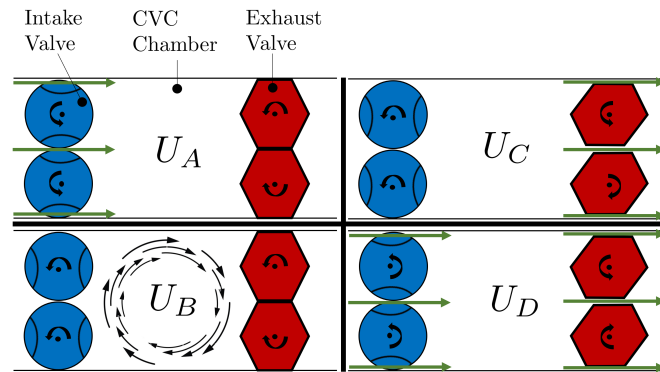 Intake
Valve
CVC
Chamber
Exhaust
Valve
U_A
U_C
U_B
U_D